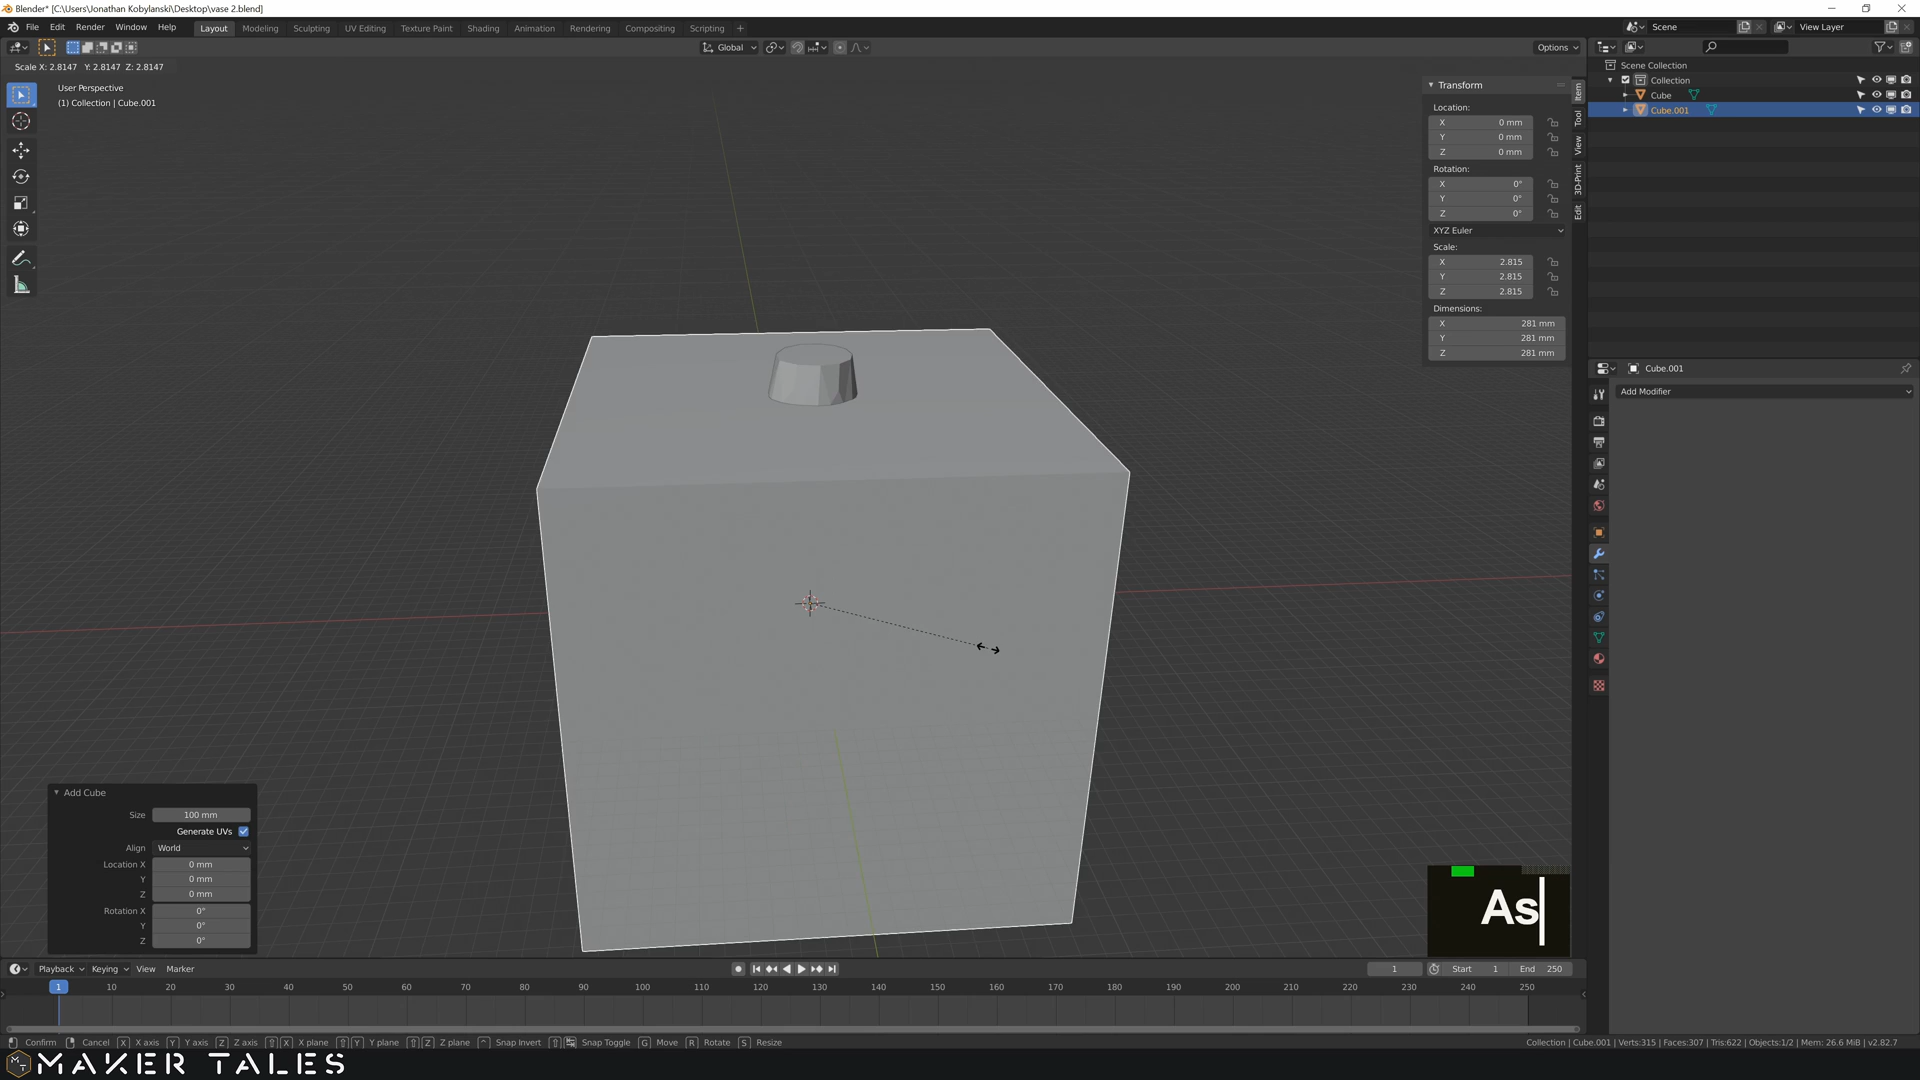 Blender* [C:\Users\Jonathan Kobylanski\Desktop\vase 2.blend]
File Edit Render Window Help
Layout Modeling Sculpting UV Editing Texture Paint Shading Animation Rendering Compositing Scripting +
Scene
View Layer
Global
Options
Scale X: 2.8147 Y: 2.8147 Z: 2.8147
User Perspective
(1) Collection | Cube.001
Transform
Location:
X 0 mm
Y 0 mm
Z 0 mm
Rotation:
X 0°
Y 0°
Z 0°
XYZ Euler
Scale:
X 2.815
Y 2.815
Z 2.815
Dimensions:
X 281 mm
Y 281 mm
Z 281 mm
Item
Tool
View
3D-Print
Edit
Scene Collection
Collection
Cube
Cube.001
Cube.001
Add Modifier
Add Cube
Size 100 mm
Generate UVs
Align World
Location X 0 mm
Y 0 mm
Z 0 mm
Rotation X 0°
Y 0°
Z 0°
As
Playback Keying View Marker
1 Start 1 End 250
1 10 20 30 40 50 60 70 80 90 100 110 120 130 140 150 160 170 180 190 200 210 220 230 240 250
Confirm Cancel X X axis Y Y axis Z Z axis X X plane Y Y plane Z Z plane Snap Invert Snap Toggle G Move R Rotate S Resize
Collection | Cube.001 | Verts:315 | Faces:307 | Tris:622 | Objects:1/2 | Mem: 26.6 MiB | v2.82.7
MAKER TALES